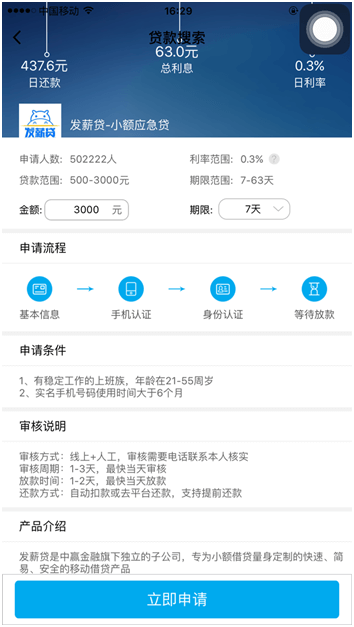 中国移动 16:29
贷款搜索
437.6元 63.0元 0.3%
日还款 总利息 日利率
发薪贷 发薪贷-小额应急贷
申请人数: 502222人 利率范围: 0.3% ?
贷款范围: 500-3000元 期限范围: 7-63天
金额: 3000 元 期限: 7天
申请流程
基本信息 手机认证 身份认证 等待放款
申请条件
1、有稳定工作的上班族，年龄在21-55周岁
2、实名手机号码使用时间大于6个月
审核说明
审核方式：线上+人工，审核需要电话联系本人核实
审核周期：1-3天，最快当天审核
放款时间：1-2天，最快当天放款
还款方式：自动扣款或去平台还款，支持提前还款
产品介绍
发薪贷是中赢金融旗下独立的子公司，专为小额借贷量身定制的快速、简
易、安全的移动借贷产品
立即申请